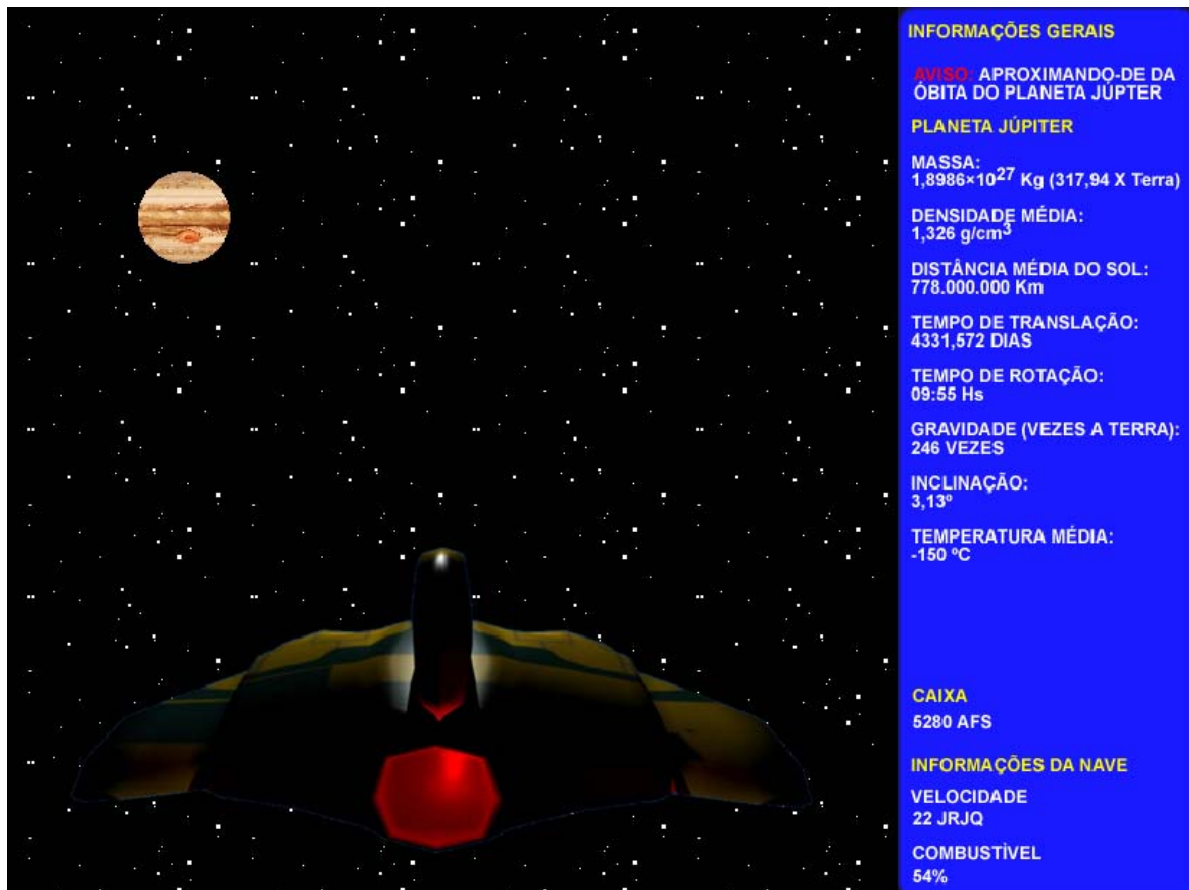 INFORMAÇÕES GERAIS
AVISO: APROXIMANDO-DE DA
ÓBITA DO PLANETA JÚPTER
PLANETA JÚPITER
MASSA:
1,8986×10²⁷ Kg (317,94 X Terra)
DENSIDADE MÉDIA:
1,326 g/cm³
DISTÂNCIA MÉDIA DO SOL:
778.000.000 Km
TEMPO DE TRANSLAÇÃO:
4331,572 DIAS
TEMPO DE ROTAÇÃO:
09:55 Hs
GRAVIDADE (VEZES A TERRA):
246 VEZES
INCLINAÇÃO:
3,13º
TEMPERATURA MÉDIA:
-150 ºC
CAIXA
5280 AFS
INFORMAÇÕES DA NAVE
VELOCIDADE
22 JRJQ
COMBUSTÌVEL
54%